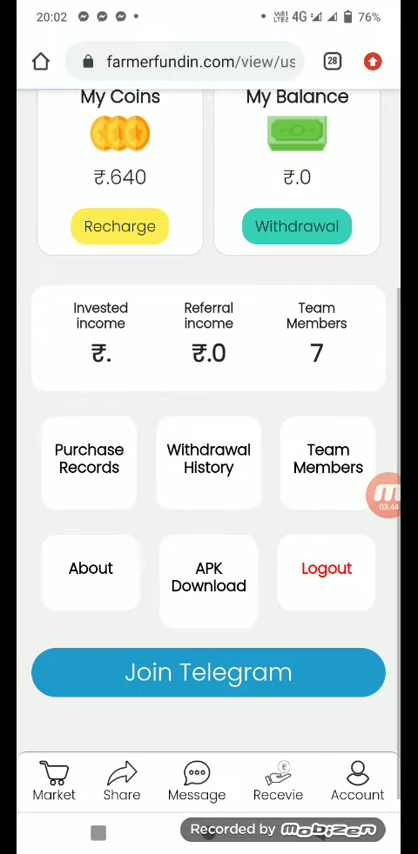 20:02
4G
76%
farmerfundin.com/view/us
28
My Coins
My Balance
₹.640
₹.0
Recharge
Withdrawal
Invested
income
Referral
income
Team
Members
₹.
₹.0
7
Purchase
Records
Withdrawal
History
Team
Members
03:44
About
APK
Download
Logout
Join Telegram
Market
Share
Message
Recevie
Account
Recorded by mobizen